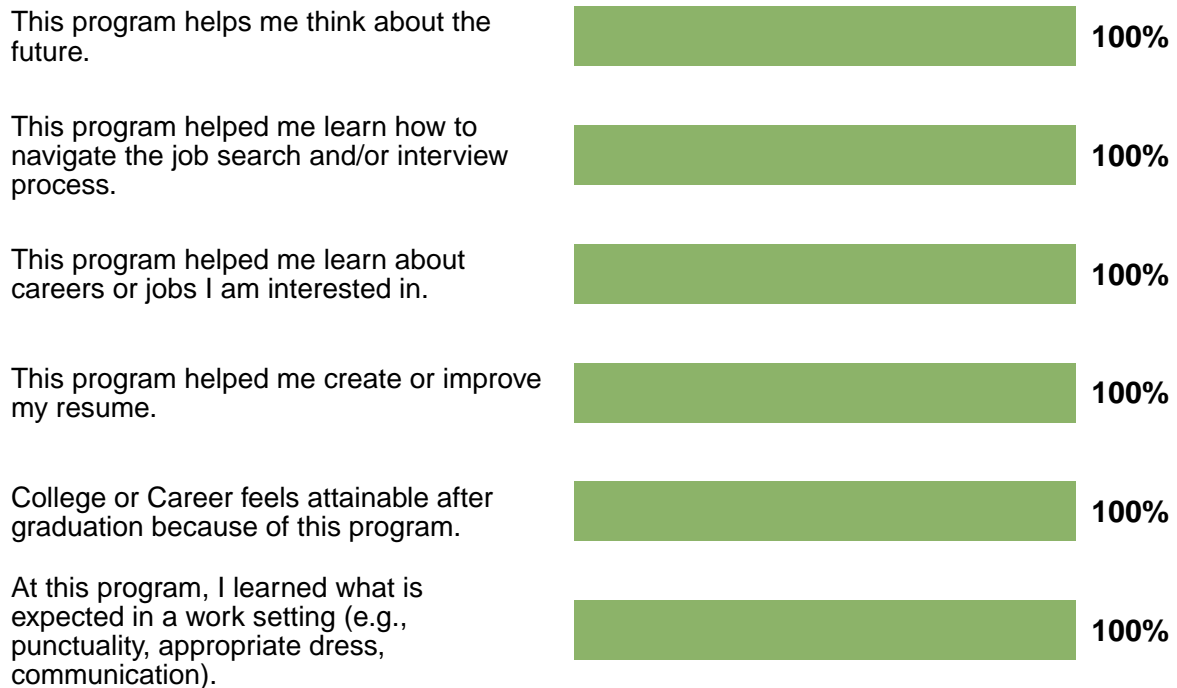 This program helps me think about the
future.
100%
This program helped me learn how to
navigate the job search and/or interview
process.
100%
This program helped me learn about
careers or jobs I am interested in.
100%
This program helped me create or improve
my resume.
100%
College or Career feels attainable after
graduation because of this program.
100%
At this program, I learned what is
expected in a work setting (e.g.,
punctuality, appropriate dress,
communication).
100%